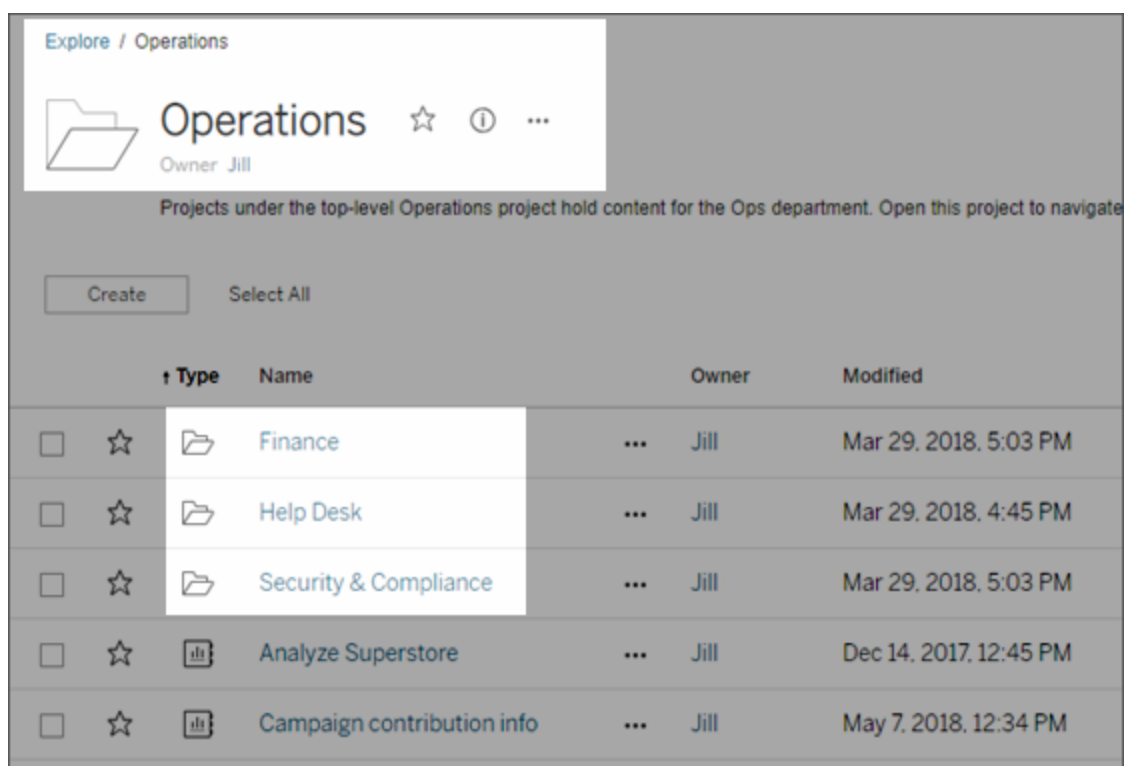 Explore / Operations
Operations
Owner Jill
Projects under the top-level Operations project hold content for the Ops department. Open this project to navigate
Create Select All
↑ Type Name Owner Modified
Finance ... Jill Mar 29, 2018, 5:03 PM
Help Desk ... Jill Mar 29, 2018, 4:45 PM
Security & Compliance ... Jill Mar 29, 2018, 5:03 PM
Analyze Superstore ... Jill Dec 14, 2017, 12:45 PM
Campaign contribution info ... Jill May 7, 2018, 12:34 PM